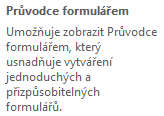 Průvodce formulářem
Umožňuje zobrazit Průvodce
formulářem, který
usnadňuje vytváření
jednoduchých a
přizpůsobitelných
formulářů.